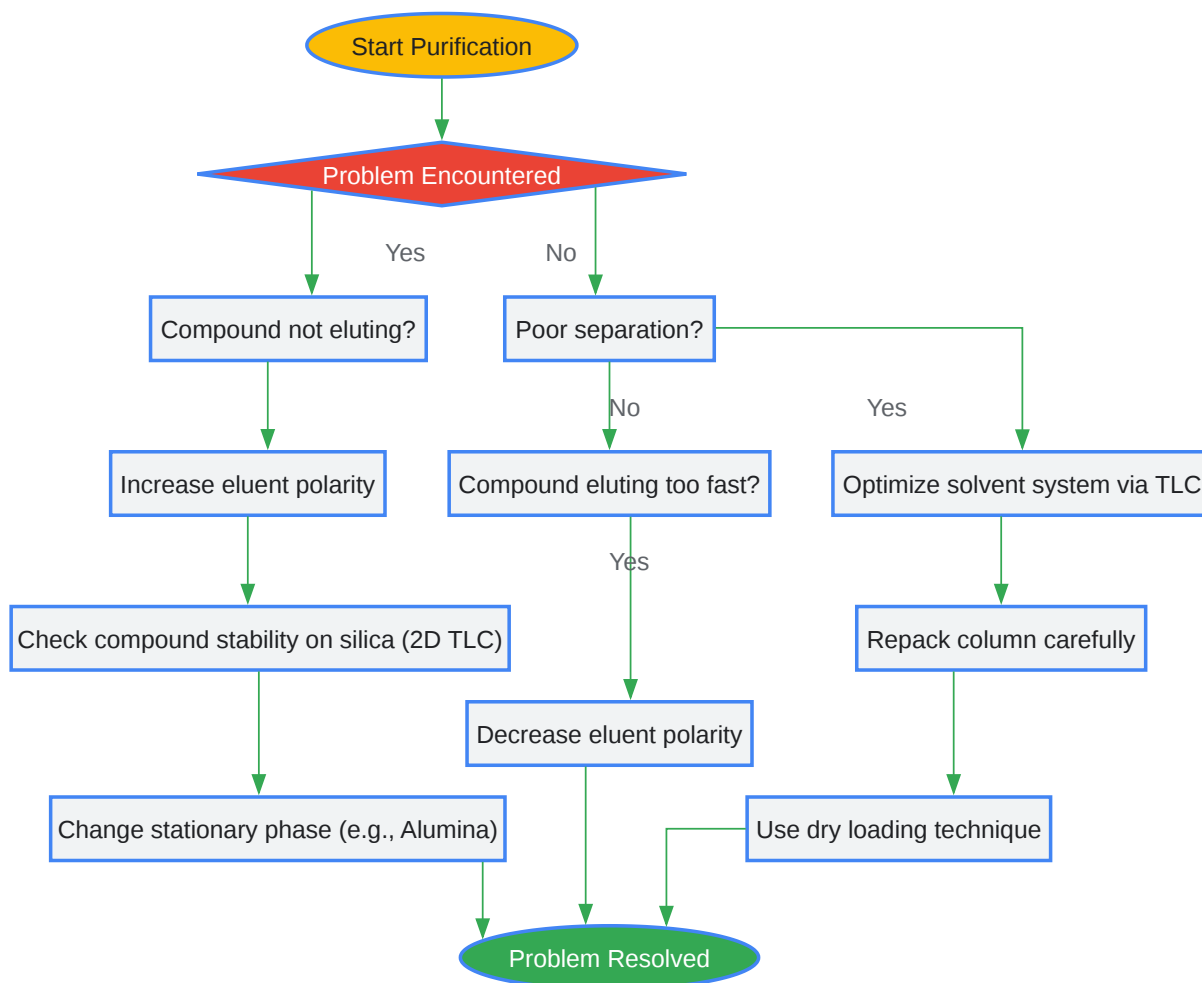 Start Purification
Problem Encountered
Yes
No
Compound not eluting?
Poor separation?
No
Yes
Increase eluent polarity
Compound eluting too fast?
Optimize solvent system via TLC
Yes
Check compound stability on silica (2D TLC)
Repack column carefully
Decrease eluent polarity
Change stationary phase (e.g., Alumina)
Use dry loading technique
Problem Resolved